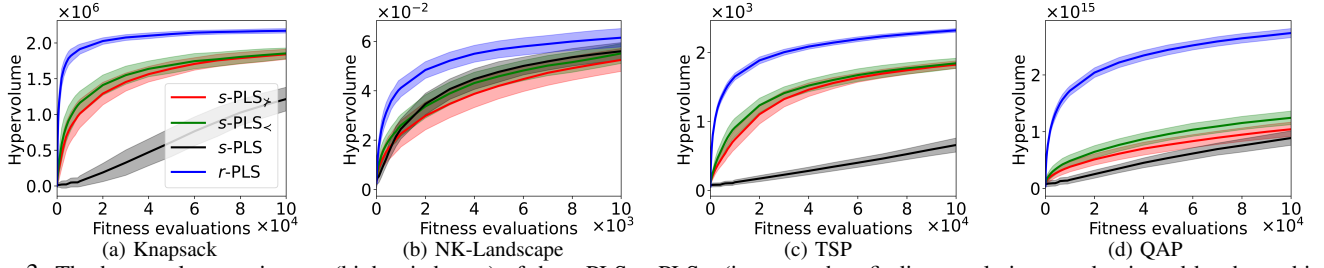 ×10⁶
Hypervolume
2.0
1.5
1.0
0.5
0.0
s-PLS⊁
s-PLS≺
s-PLS
r-PLS
0 2 4 6 8 10
Fitness evaluations ×10⁴
(a) Knapsack
×10⁻²
Hypervolume
6
4
2
0
0 2 4 6 8 10
Fitness evaluations ×10³
(b) NK-Landscape
×10³
Hypervolume
2
1
0
0 2 4 6 8 10
Fitness evaluations ×10⁴
(c) TSP
×10¹⁵
Hypervolume
2
1
0
0 2 4 6 8 10
Fitness evaluations ×10⁴
(d) QAP